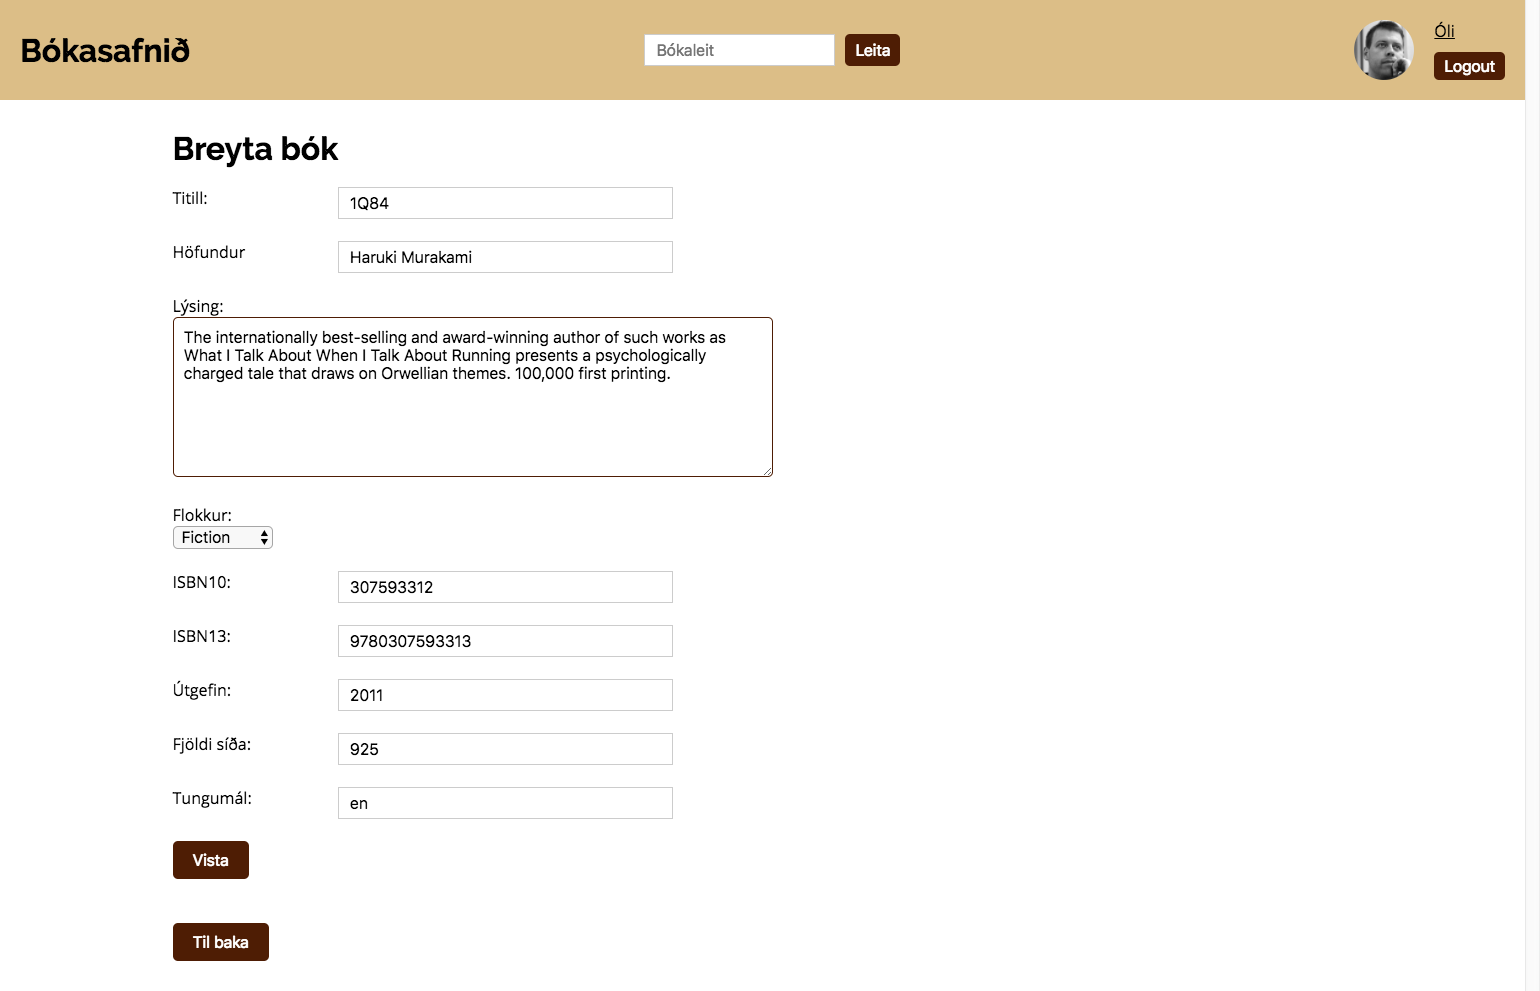 Bókasafnið
Bókaleit
Leita
Óli
Logout
Breyta bók
Titill:
1Q84
Höfundur
Haruki Murakami
Lýsing:
The internationally best-selling and award-winning author of such works as
What I Talk About When I Talk About Running presents a psychologically
charged tale that draws on Orwellian themes. 100,000 first printing.
Flokkur:
Fiction
ISBN10:
307593312
ISBN13:
9780307593313
Útgefin:
2011
Fjöldi síða:
925
Tungumál:
en
Vista
Til baka